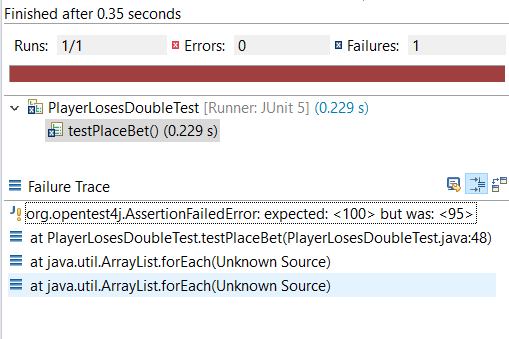 Finished after 0.35 seconds
Runs: 1/1 Errors: 0 Failures: 1
PlayerLosesDoubleTest [Runner: JUnit 5] (0.229 s)
testPlaceBet() (0.229 s)
Failure Trace
org.opentest4j.AssertionFailedError: expected: <100> but was: <95>
at PlayerLosesDoubleTest.testPlaceBet(PlayerLosesDoubleTest.java:48)
at java.util.ArrayList.forEach(Unknown Source)
at java.util.ArrayList.forEach(Unknown Source)